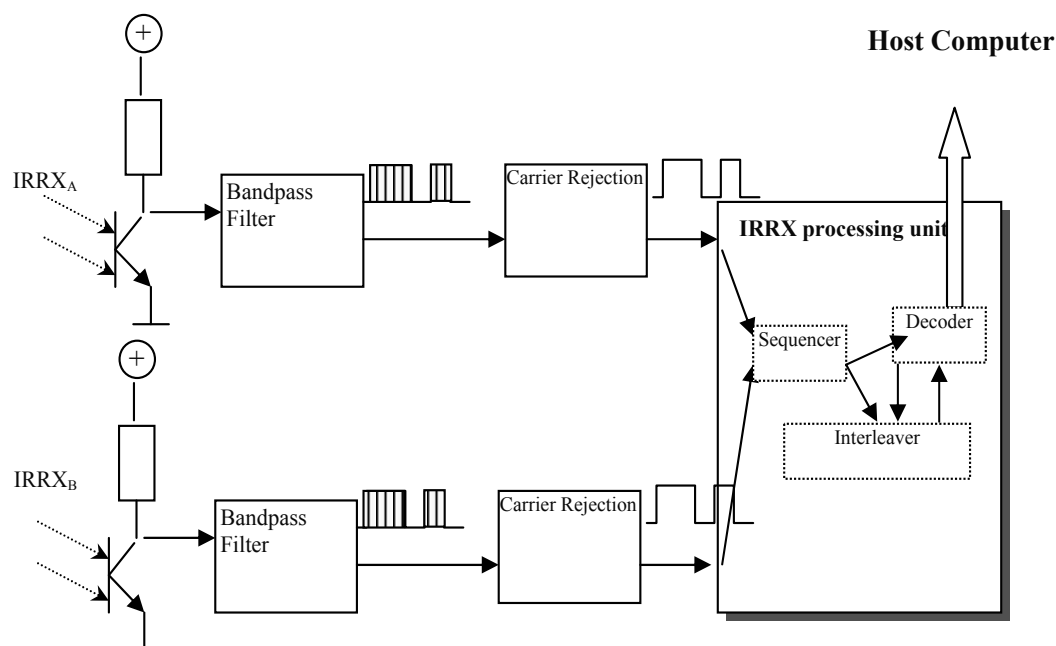 +
Host Computer
IRRXA
Bandpass
Filter
Carrier Rejection
IRRX processing unit
Sequencer
Decoder
Interleaver
+
IRRXB
Bandpass
Filter
Carrier Rejection